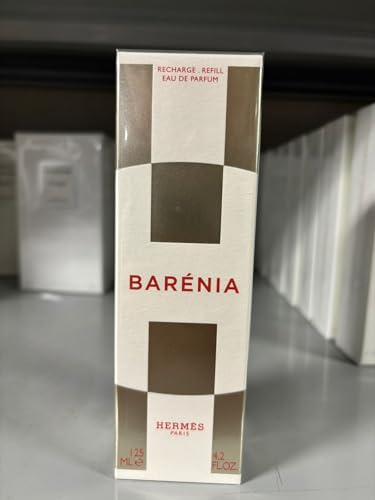 RECHARGE . REFILL
EAU DE PARFUM
BARÉNIA
HERMÈS
PARIS
125 4.2
ML ℮ FL.OZ.